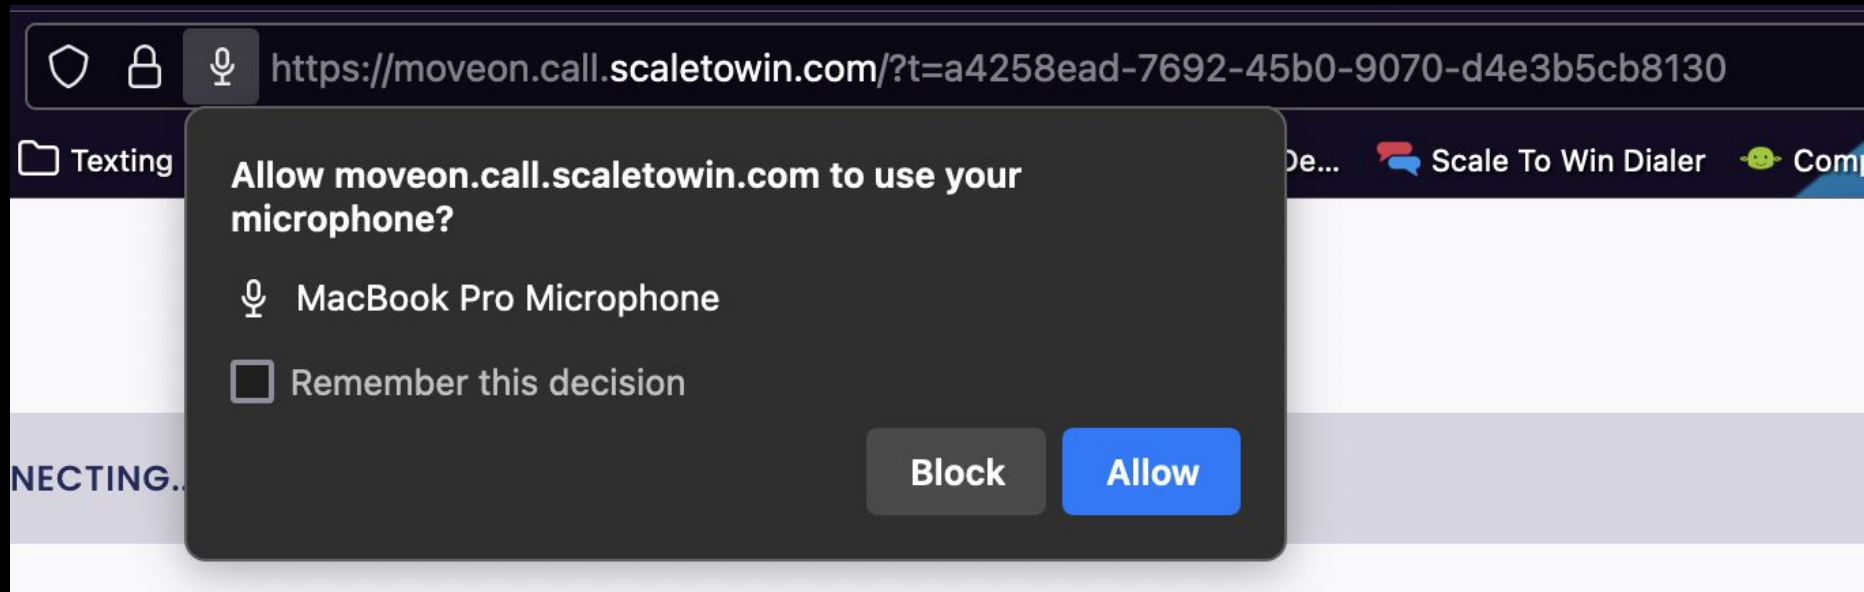 https://moveon.call.scaletowin.com/?t=a4258ead-7692-45b0-9070-d4e3b5cb8130
Texting
De...
Scale To Win Dialer
Comp
Allow moveon.call.scaletowin.com to use your
microphone?
MacBook Pro Microphone
Remember this decision
NECTING..
Block
Allow